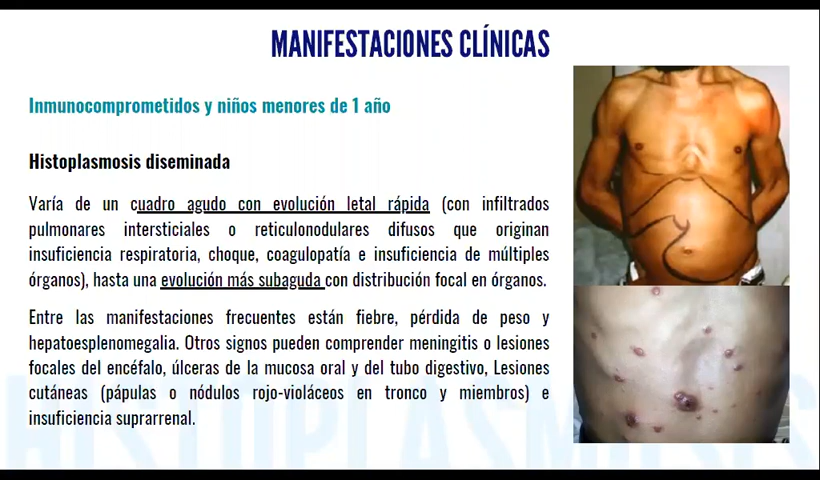 MANIFESTACIONES CLÍNICAS
Inmunocomprometidos y niños menores de 1 año
Histoplasmosis diseminada
Varía de un cuadro agudo con evolución letal rápida (con infiltrados
pulmonares intersticiales o reticulonodulares difusos que originan
insuficiencia respiratoria, choque, coagulopatía e insuficiencia de múltiples
órganos), hasta una evolución más subaguda con distribución focal en órganos.
Entre las manifestaciones frecuentes están fiebre, pérdida de peso y
hepatoesplenomegalia. Otros signos pueden comprender meningitis o lesiones
focales del encéfalo, úlceras de la mucosa oral y del tubo digestivo, Lesiones
cutáneas (pápulas o nódulos rojo-violáceos en tronco y miembros) e
insuficiencia suprarrenal.
HISTOPLASMOSIS